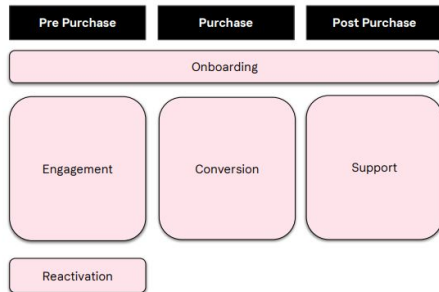 Pre Purchase
Purchase
Post Purchase
Onboarding
Engagement
Conversion
Support
Reactivation